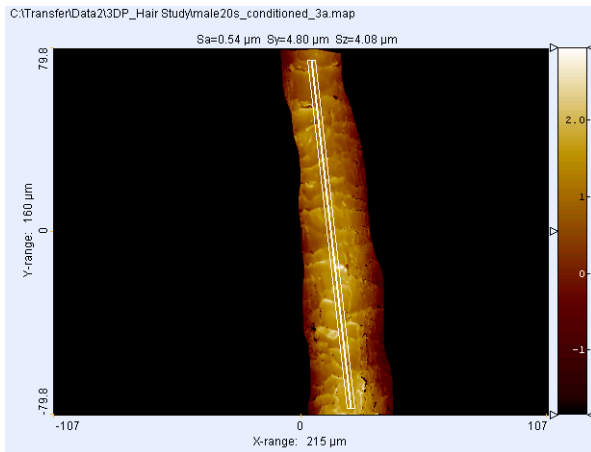 C:\Transfer\Data2\3DP_Hair Study\male20s_conditioned_3a.map
Sa=0.54 µm Sy=4.80 µm Sz=4.08 µm
79.8
Y-range: 160 µm
0
-79.8
-107
0
107
X-range: 215 µm
2.0
1
0
-1